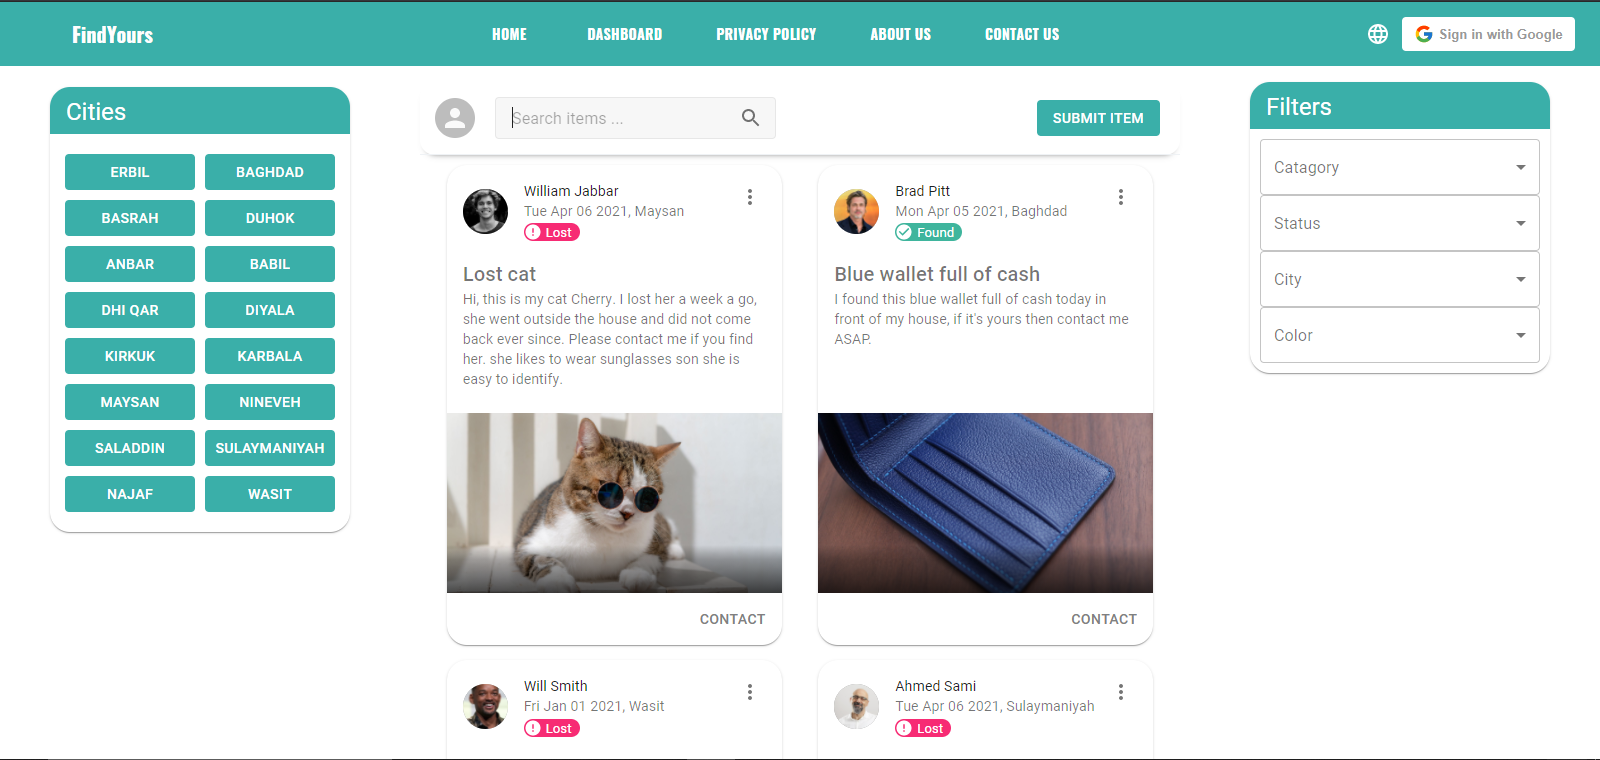 FindYours
HOME
DASHBOARD
PRIVACY POLICY
ABOUT US
CONTACT US
Sign in with Google
Cities
ERBIL
BAGHDAD
BASRAH
DUHOK
ANBAR
BABIL
DHI QAR
DIYALA
KIRKUK
KARBALA
MAYSAN
NINEVEH
SALADDIN
SULAYMANIYAH
NAJAF
WASIT
Search items ...
SUBMIT ITEM
William Jabbar
Tue Apr 06 2021, Maysan
Lost
Lost cat
Hi, this is my cat Cherry. I lost her a week a go,
she went outside the house and did not come
back ever since. Please contact me if you find
her. she likes to wear sunglasses son she is
easy to identify.
CONTACT
Brad Pitt
Mon Apr 05 2021, Baghdad
Found
Blue wallet full of cash
I found this blue wallet full of cash today in
front of my house, if it's yours then contact me
ASAP.
CONTACT
Will Smith
Fri Jan 01 2021, Wasit
Lost
Ahmed Sami
Tue Apr 06 2021, Sulaymaniyah
Lost
Filters
Catagory
Status
City
Color